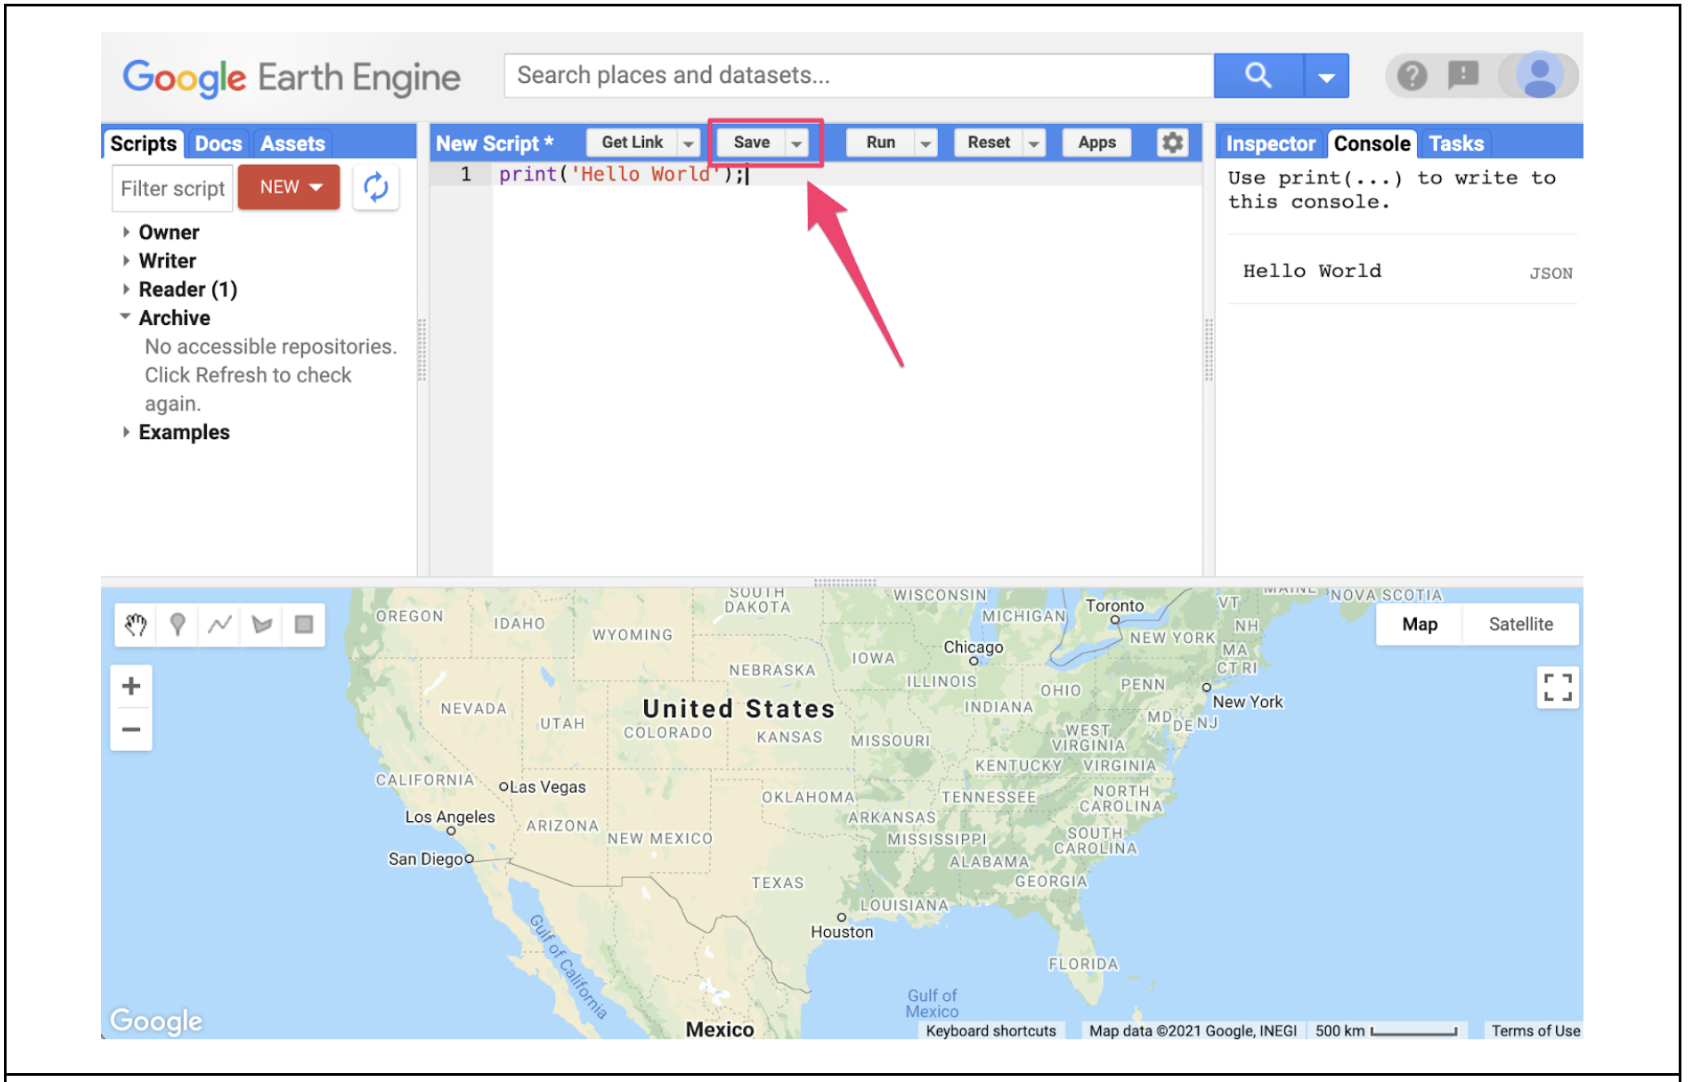 Google Earth Engine
Search places and datasets...
Scripts Docs Assets
New Script *
Get Link
Save
Run
Reset
Apps
Inspector Console Tasks
Filter script
NEW
Owner
Writer
Reader (1)
Archive
No accessible repositories.
Click Refresh to check
again.
Examples
1 print('Hello World');
Use print(...) to write to
this console.
Hello World JSON
Map Satellite
OREGON
IDAHO
WYOMING
SOUTH
DAKOTA
WISCONSIN
MICHIGAN
Toronto
VT
MAINE
NOVA SCOTIA
NH
NEW YORK
MA
CT RI
Chicago
IOWA
NEBRASKA
ILLINOIS
OHIO
PENN
New York
NEVADA
UTAH
United States
COLORADO
KANSAS
MISSOURI
INDIANA
WEST
VIRGINIA
MD
DE
NJ
KENTUCKY
VIRGINIA
CALIFORNIA
Las Vegas
OKLAHOMA
TENNESSEE
NORTH
CAROLINA
Los Angeles
ARIZONA
NEW MEXICO
ARKANSAS
MISSISSIPPI
SOUTH
CAROLINA
San Diego
TEXAS
ALABAMA
GEORGIA
LOUISIANA
Houston
Gulf of California
FLORIDA
Gulf of
Mexico
Mexico
Google
Keyboard shortcuts
Map data ©2021 Google, INEGI
500 km
Terms of Use